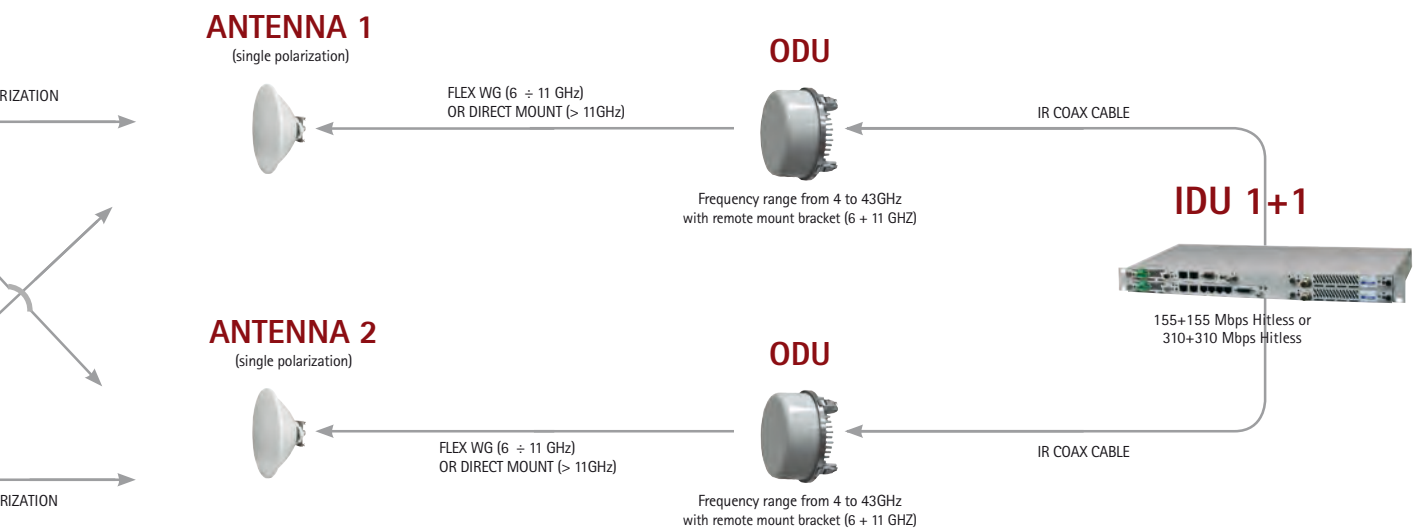 ANTENNA 1
(single polarization)
ODU
RIZATION
FLEX WG (6 ÷ 11 GHz)
OR DIRECT MOUNT (> 11GHz)
IR COAX CABLE
Frequency range from 4 to 43GHz
with remote mount bracket (6 + 11 GHZ)
IDU 1+1
155+155 Mbps Hitless or
310+310 Mbps Hitless
ANTENNA 2
(single polarization)
ODU
FLEX WG (6 ÷ 11 GHz)
OR DIRECT MOUNT (> 11GHz)
IR COAX CABLE
RIZATION
Frequency range from 4 to 43GHz
with remote mount bracket (6 + 11 GHZ)